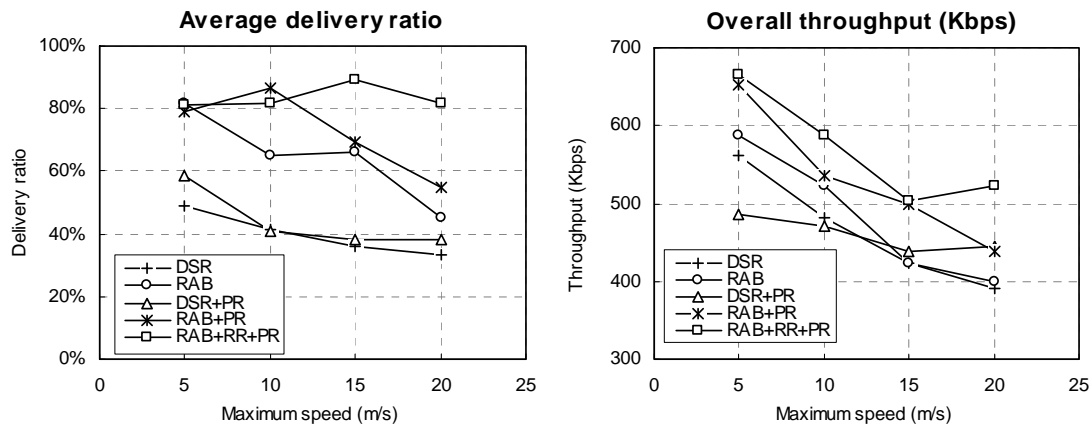 Average delivery ratio
100%
80%
60%
40%
20%
0%
Delivery ratio
DSR
RAB
DSR+PR
RAB+PR
RAB+RR+PR
0 5 10 15 20 25
Maximum speed (m/s)
Overall throughput (Kbps)
700
600
500
400
300
Throughput (Kbps)
DSR
RAB
DSR+PR
RAB+PR
RAB+RR+PR
0 5 10 15 20 25
Maximum speed (m/s)